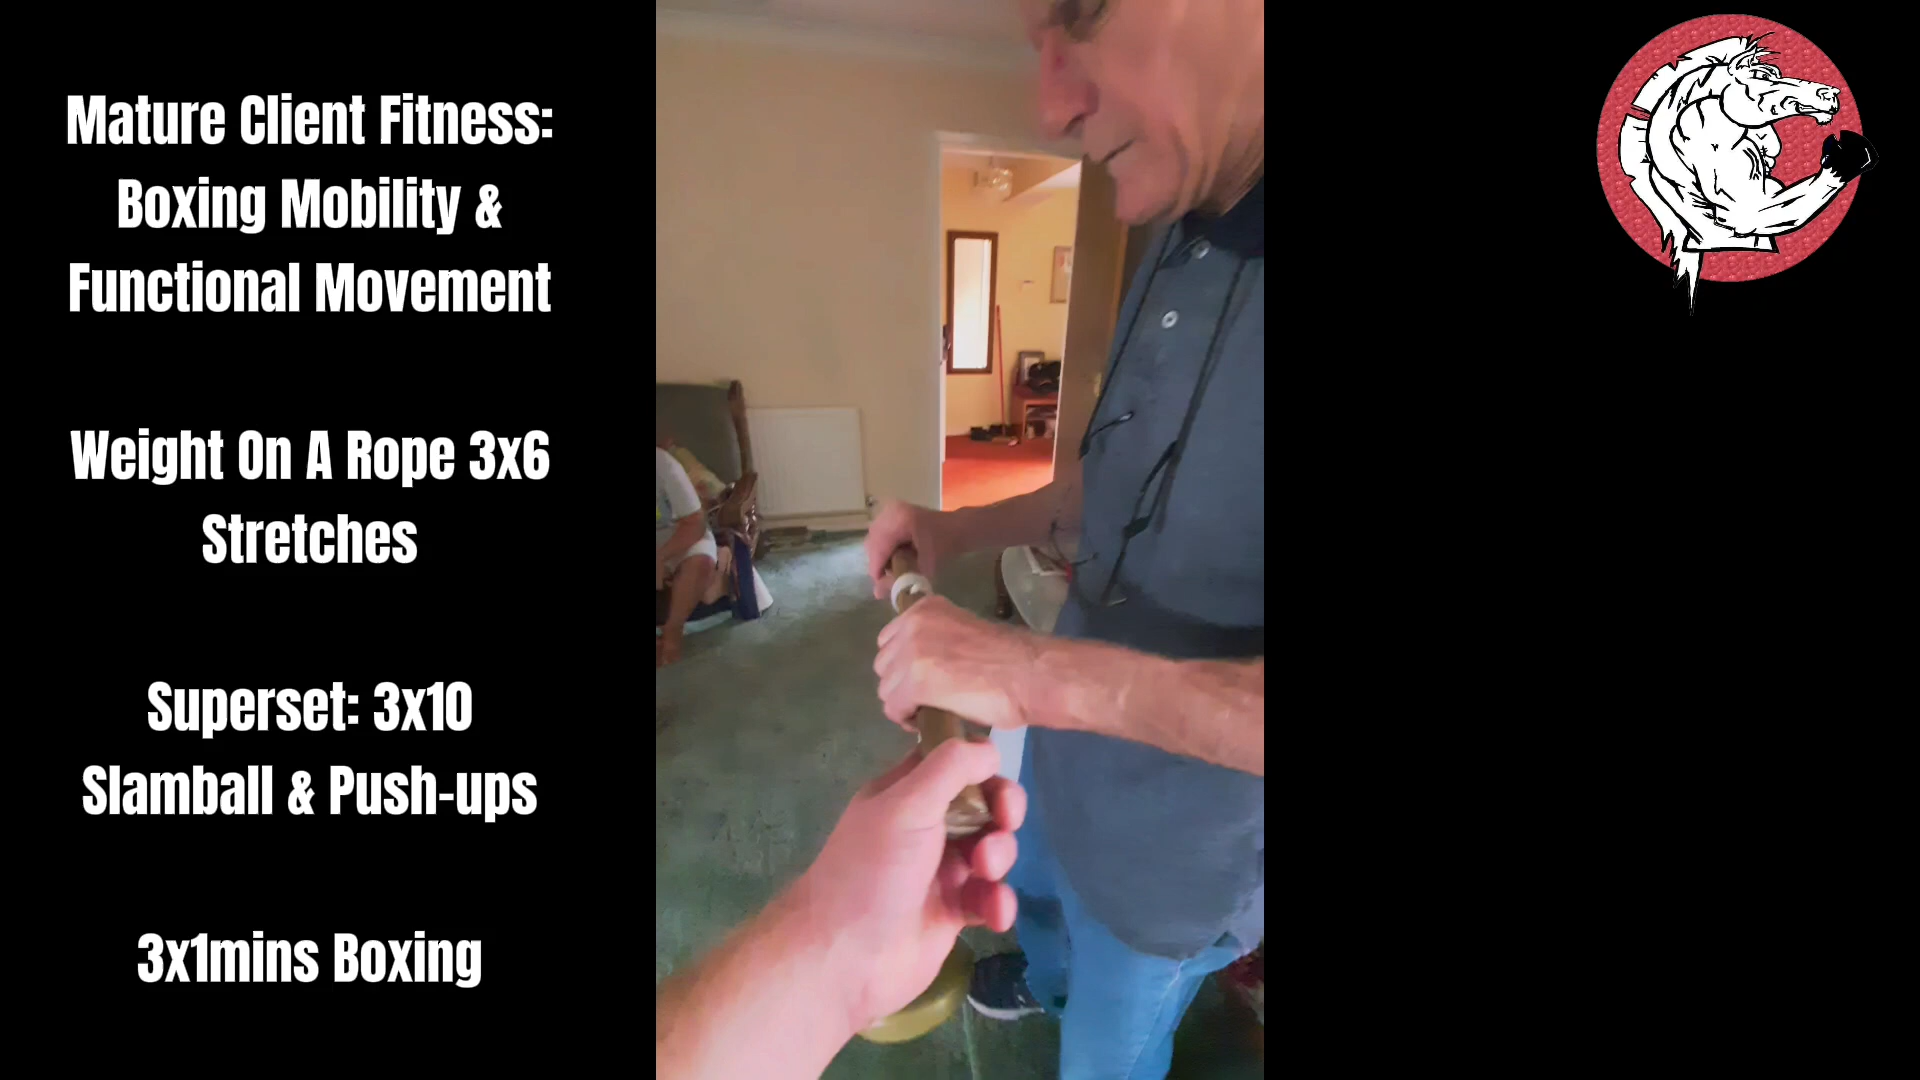 Mature Client Fitness:
Boxing Mobility &
Functional Movement
Weight On A Rope 3x6
Stretches
Superset: 3x10
Slamball & Push-ups
3x1mins Boxing